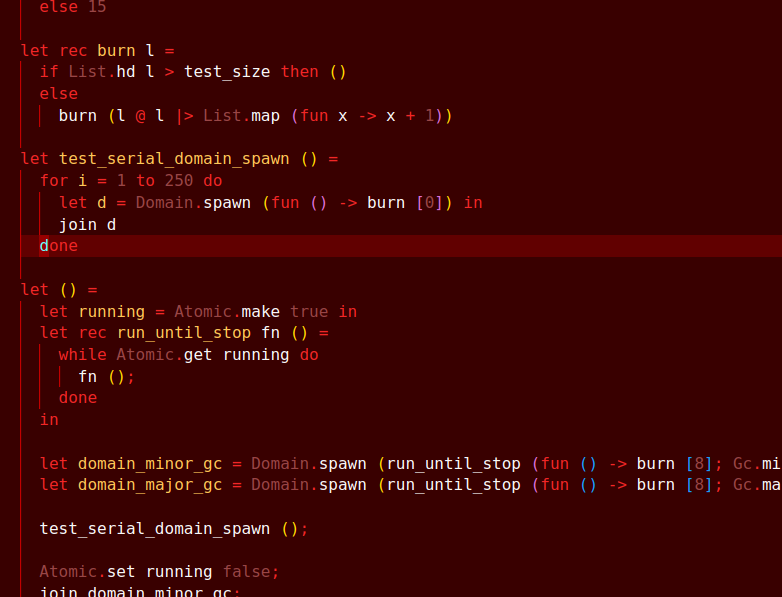 else 15
let rec burn l =
if List.hd l > test_size then ()
else
burn (l @ l |> List.map (fun x -> x + 1))
let test_serial_domain_spawn () =
for i = 1 to 250 do
let d = Domain.spawn (fun () -> burn [0]) in
join d
done
let () =
let running = Atomic.make true in
let rec run_until_stop fn () =
while Atomic.get running do
fn ();
done
in
let domain_minor_gc = Domain.spawn (run_until_stop (fun () -> burn [8]; Gc.mi
let domain_major_gc = Domain.spawn (run_until_stop (fun () -> burn [8]; Gc.ma
test_serial_domain_spawn ();
Atomic.set running false;
join domain_minor_gc;